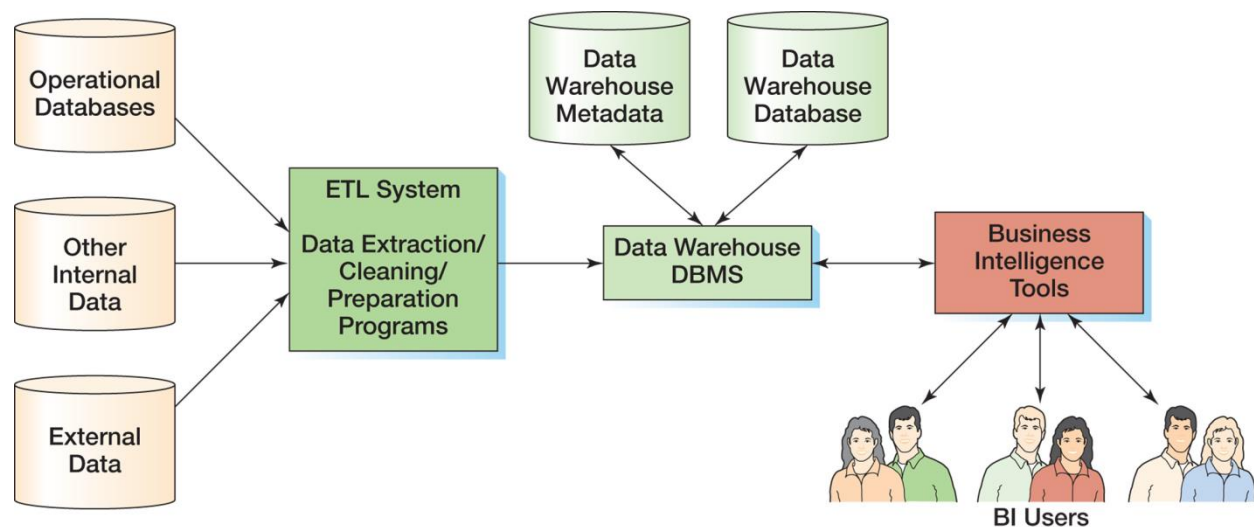 Operational
Databases
Other
Internal
Data
External
Data
ETL System
Data Extraction/
Cleaning/
Preparation
Programs
Data
Warehouse
Metadata
Data
Warehouse
Database
Data Warehouse
DBMS
Business
Intelligence
Tools
BI Users